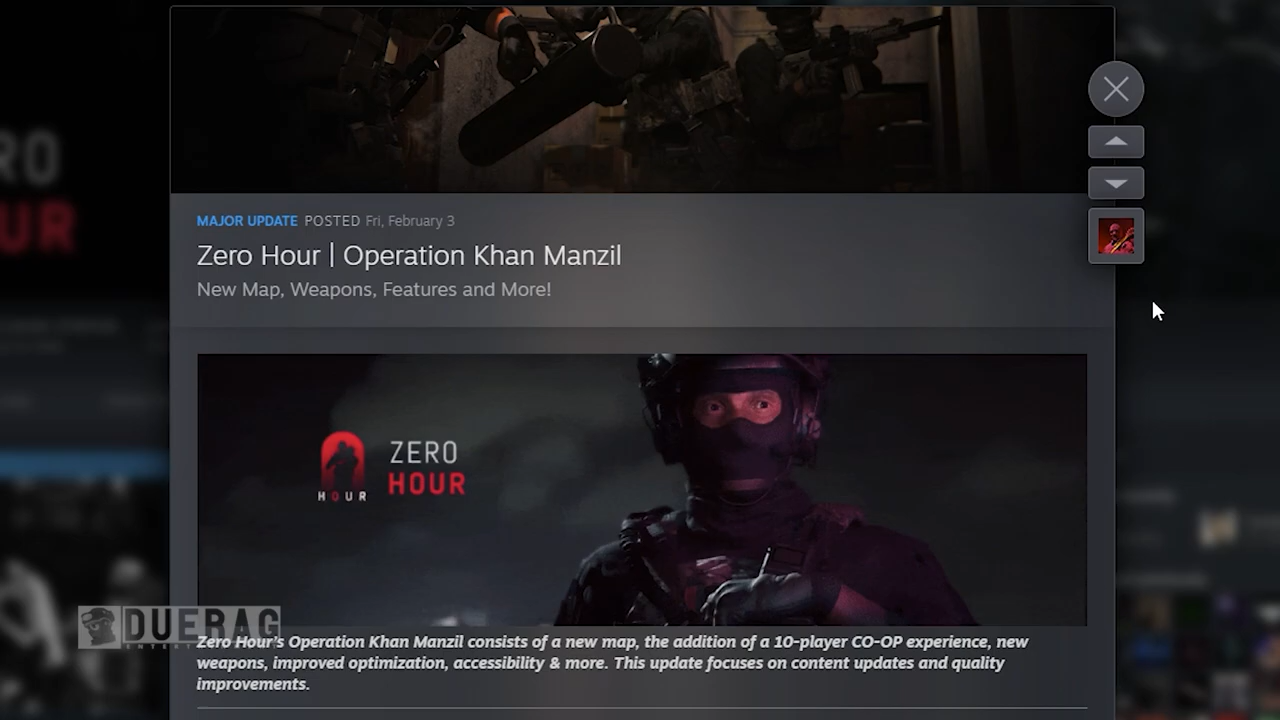 RO
UR
MAJOR UPDATE POSTED Fri, February 3
Zero Hour | Operation Khan Manzil
New Map, Weapons, Features and More!
ZERO
HOUR
HOUR
DUERAG
Zero Hour's Operation Khan Manzil consists of a new map, the addition of a 10-player CO-OP experience, new
weapons, improved optimization, accessibility & more. This update focuses on content updates and quality
improvements.